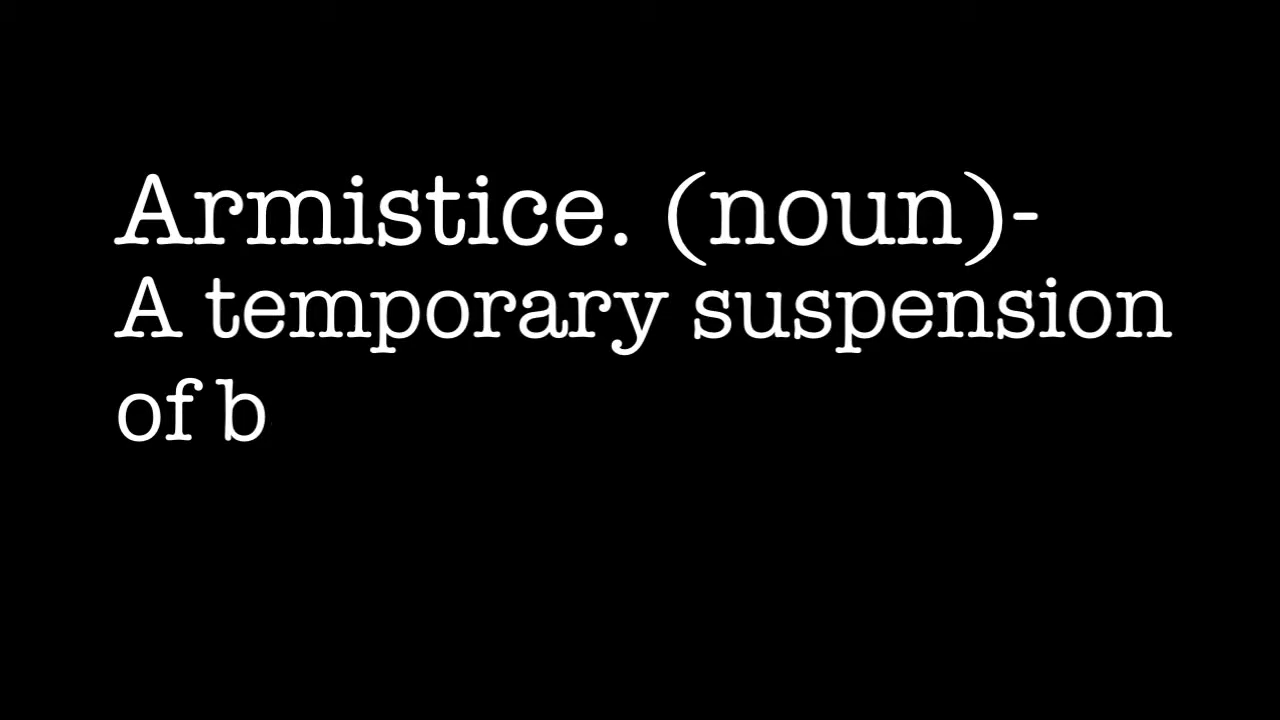 Armistice. (noun)-
A temporary suspension
of b